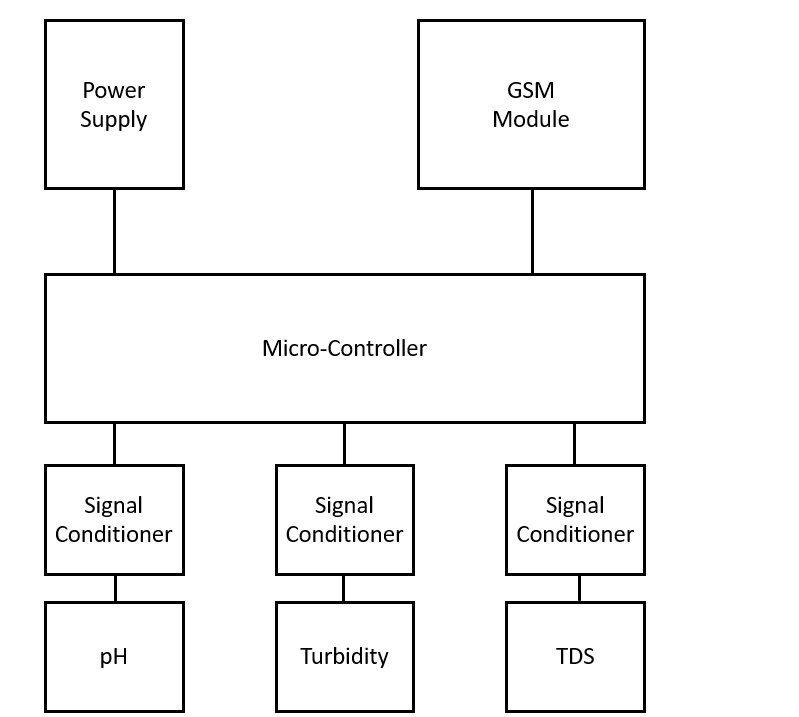 Power
Supply
GSM
Module
Micro-Controller
Signal
Conditioner
Signal
Conditioner
Signal
Conditioner
pH
Turbidity
TDS